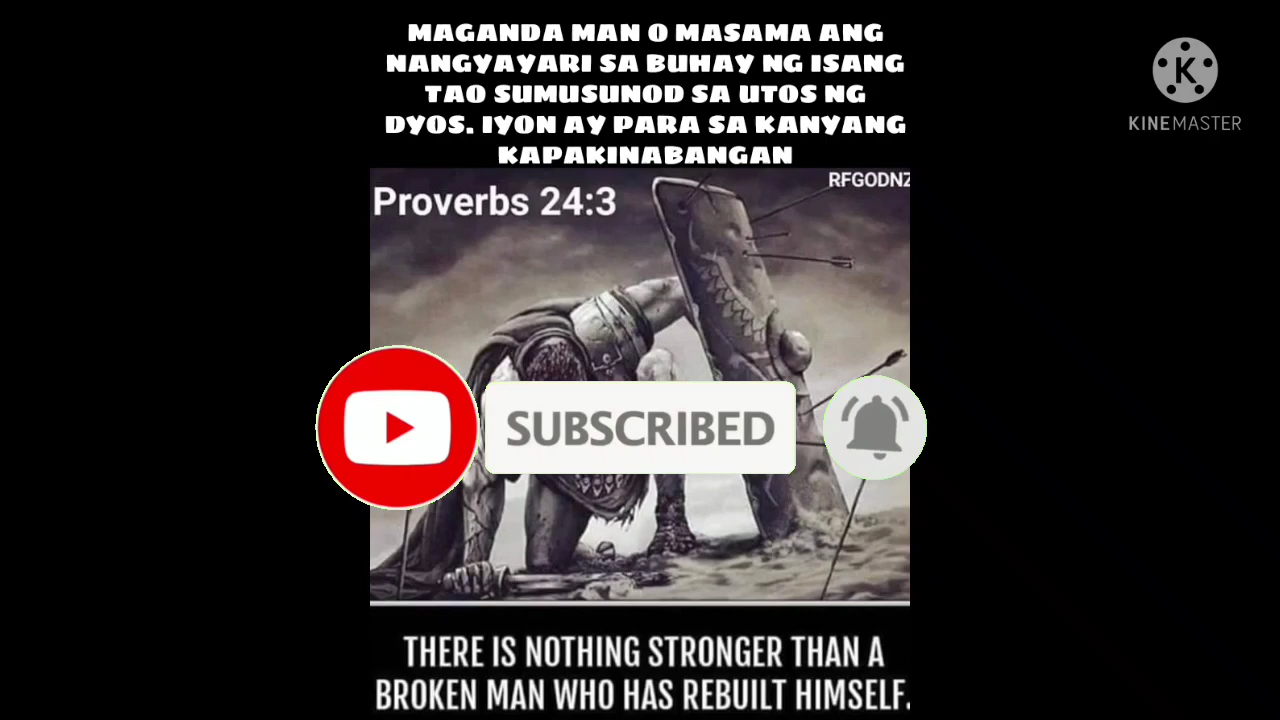 MAGANDA MAN O MASAMA ANG
NANGYAYARI SA BUHAY NG ISANG
TAO SUMUSUNOD SA UTOS NG
DYOS. IYON AY PARA SA KANYANG
KAPAKINABANGAN
K
KINEMASTER
RFGODNZ
Proverbs 24:3
SUBSCRIBED
THERE IS NOTHING STRONGER THAN A
BROKEN MAN WHO HAS REBUILT HIMSELF.